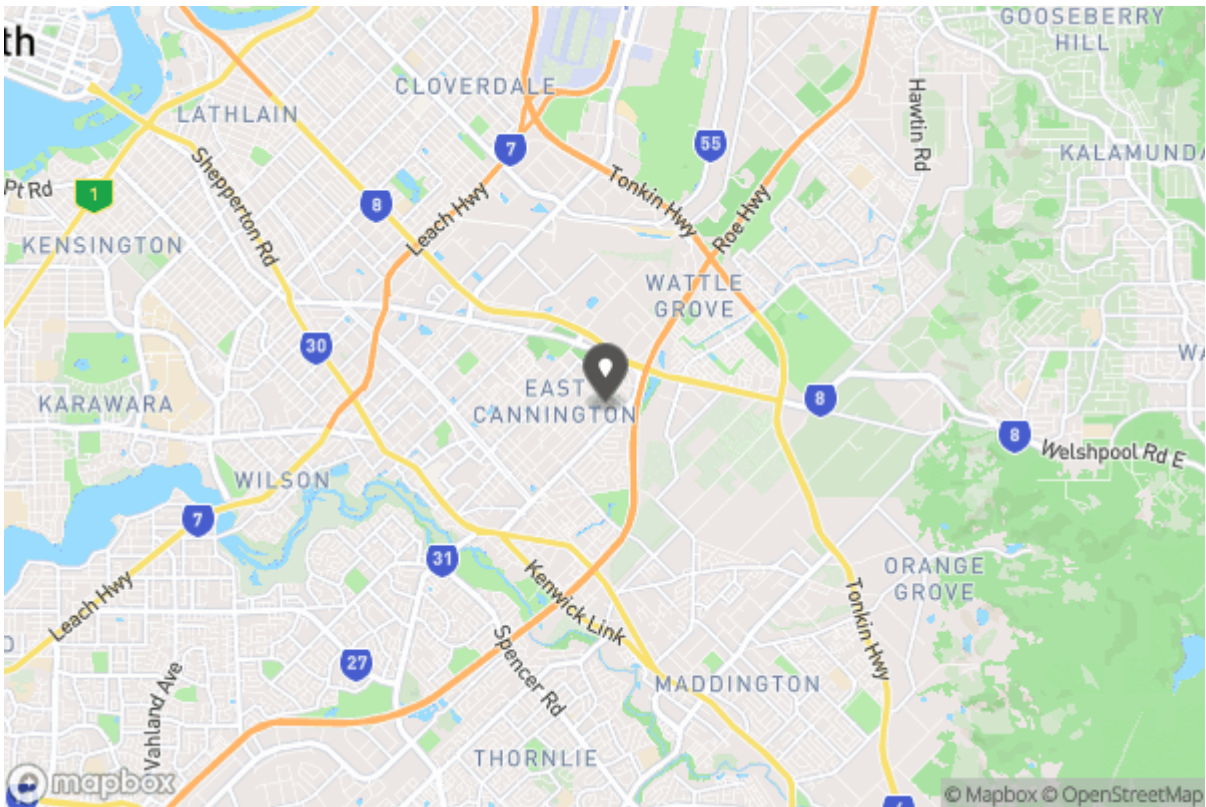 GOOSEBERRY
HILL
th
CLOVERDALE
LATHLAIN
Hawtin Rd
7
55
KALAMUNDA
Pt Rd
1
Shepperton Rd
8
Leach Hwy
Tonkin Hwy
Roe Hwy
KENSINGTON
WATTLE
GROVE
30
WA
EAST
CANNINGTON
KARAWARA
8
8
Welshpool Rd E
WILSON
7
31
ORANGE
GROVE
Kenwick Link
Leach Hwy
Tonkin Hwy
Spencer Rd
27
Vahland Ave
MADDINGTON
THORNLIE
mapbox
© Mapbox © OpenStreetMap